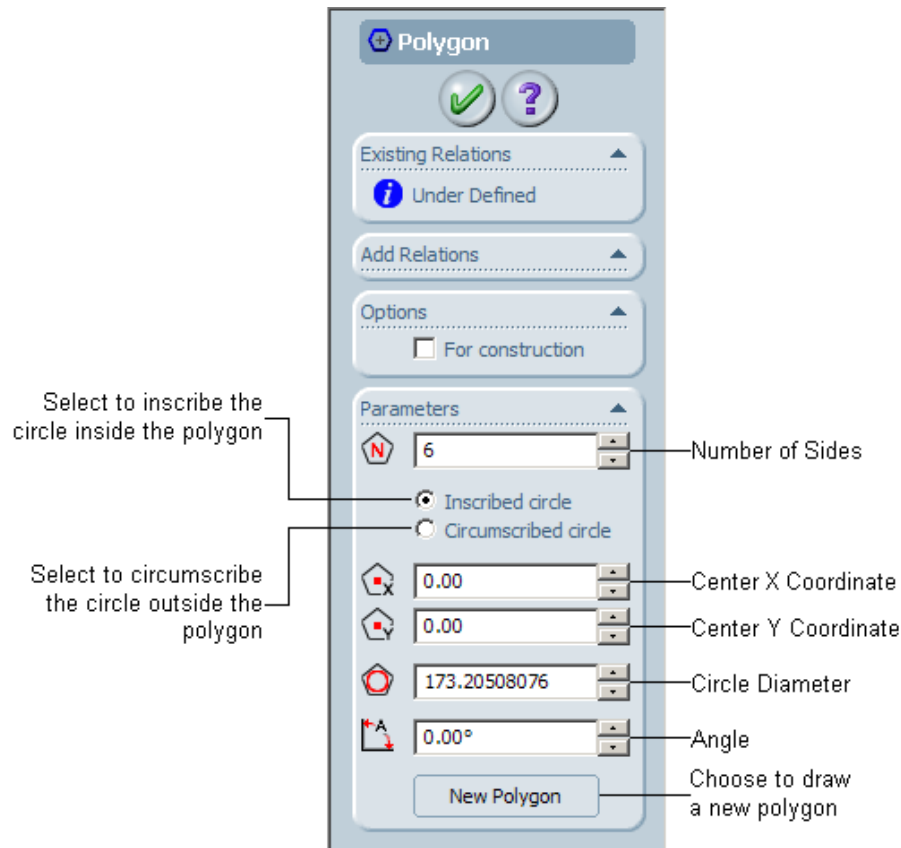 Polygon
?
Existing Relations
i Under Defined
Add Relations
Options
For construction
Select to inscribe the
circle inside the polygon
Parameters
N 6
Number of Sides
Inscribed circle
Circumscribed circle
Select to circumscribe
the circle outside the
polygon
X 0.00
Center X Coordinate
Y 0.00
Center Y Coordinate
173.20508076
Circle Diameter
A 0.00°
Angle
New Polygon
Choose to draw
a new polygon